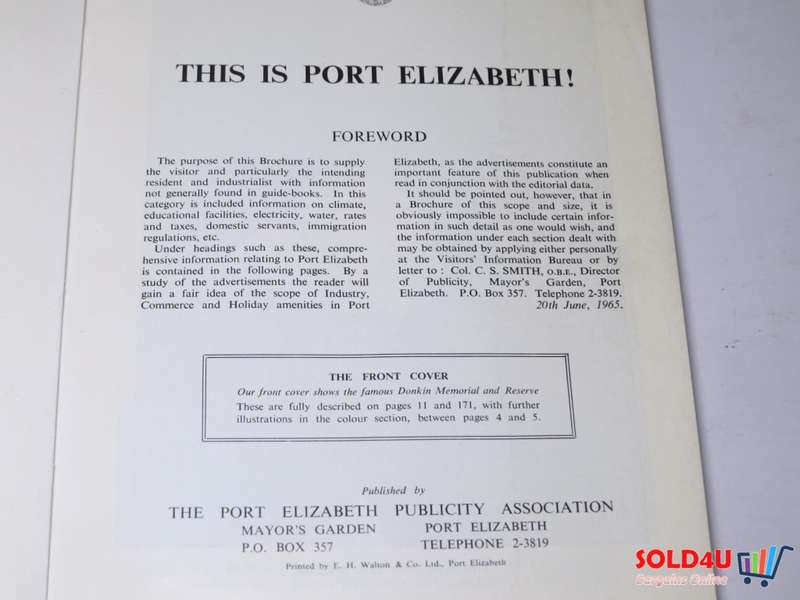 THIS IS PORT ELIZABETH!
FOREWORD
The purpose of this Brochure is to supply
the visitor and particularly the intending
resident and industrialist with information
not generally found in guide-books. In this
category is included information on climate,
educational facilities, electricity, water, rates
and taxes, domestic servants, immigration
regulations, etc.
Under headings such as these, compre-
hensive information relating to Port Elizabeth
is contained in the following pages. By a
study of the advertisements the reader will
gain a fair idea of the scope of Industry,
Commerce and Holiday amenities in Port
Elizabeth, as the advertisements constitute an
important feature of this publication when
read in conjunction with the editorial data.
It should be pointed out, however, that in
a Brochure of this scope and size, it is
obviously impossible to include certain infor-
mation in such detail as one would wish, and
the information under each section dealt with
may be obtained by applying either personally
at the Visitors' Information Bureau or by
letter to : Col. C. S. SMITH, O.B.E., Director
of Publicity, Mayor's Garden, Port
Elizabeth. P.O. Box 357. Telephone 2-3819.
20th June, 1965.
THE FRONT COVER
Our front cover shows the famous Donkin Memorial and Reserve
These are fully described on pages 11 and 171, with further
illustrations in the colour section, between pages 4 and 5.
Published by
THE PORT ELIZABETH PUBLICITY ASSOCIATION
MAYOR'S GARDEN PORT ELIZABETH
P.O. BOX 357 TELEPHONE 2-3819
Printed by E. H. Walton & Co. Ltd., Port Elizabeth
SOLD4U
Bargains Online